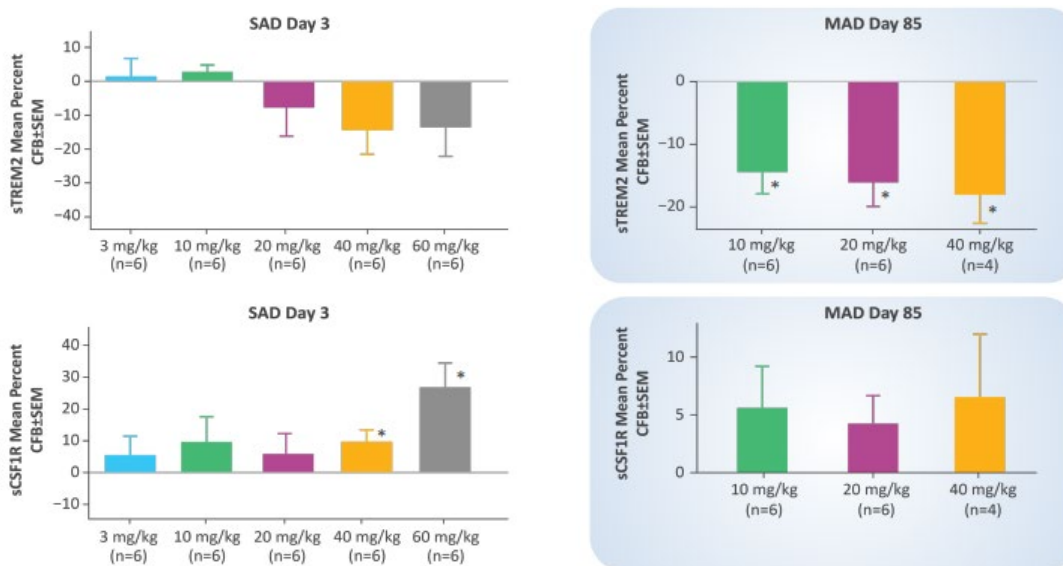 SAD Day 3
sTREM2 Mean Percent
CFB±SEM
10
0
−10
−20
−30
−40
3 mg/kg 10 mg/kg 20 mg/kg 40 mg/kg 60 mg/kg
(n=6) (n=6) (n=6) (n=6) (n=6)
MAD Day 85
sTREM2 Mean Percent
CFB±SEM
0
−10
−20
* * *
10 mg/kg 20 mg/kg 40 mg/kg
(n=6) (n=6) (n=4)
SAD Day 3
sCSF1R Mean Percent
CFB±SEM
40
30
20
10
0
−10
* *
3 mg/kg 10 mg/kg 20 mg/kg 40 mg/kg 60 mg/kg
(n=6) (n=6) (n=6) (n=6) (n=6)
MAD Day 85
sCSF1R Mean Percent
CFB±SEM
10
5
0
10 mg/kg 20 mg/kg 40 mg/kg
(n=6) (n=6) (n=4)